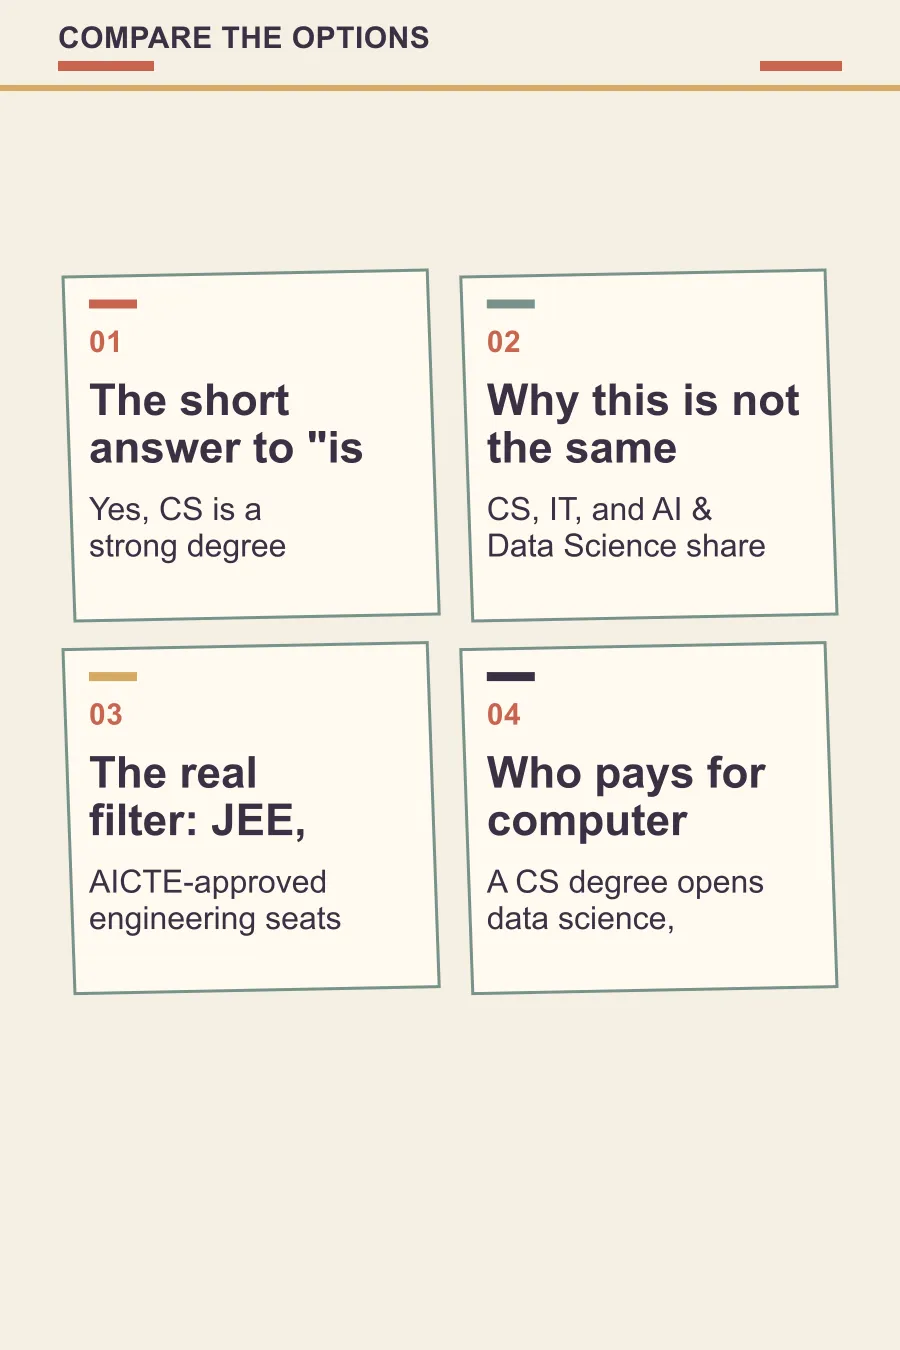 COMPARE THE OPTIONS
01
The short
answer to "is
Yes, CS is a
strong degree
02
Why this is not
the same
CS, IT, and AI &
Data Science share
03
The real
filter: JEE,
AICTE-approved
engineering seats
04
Who pays for
computer
A CS degree opens
data science,